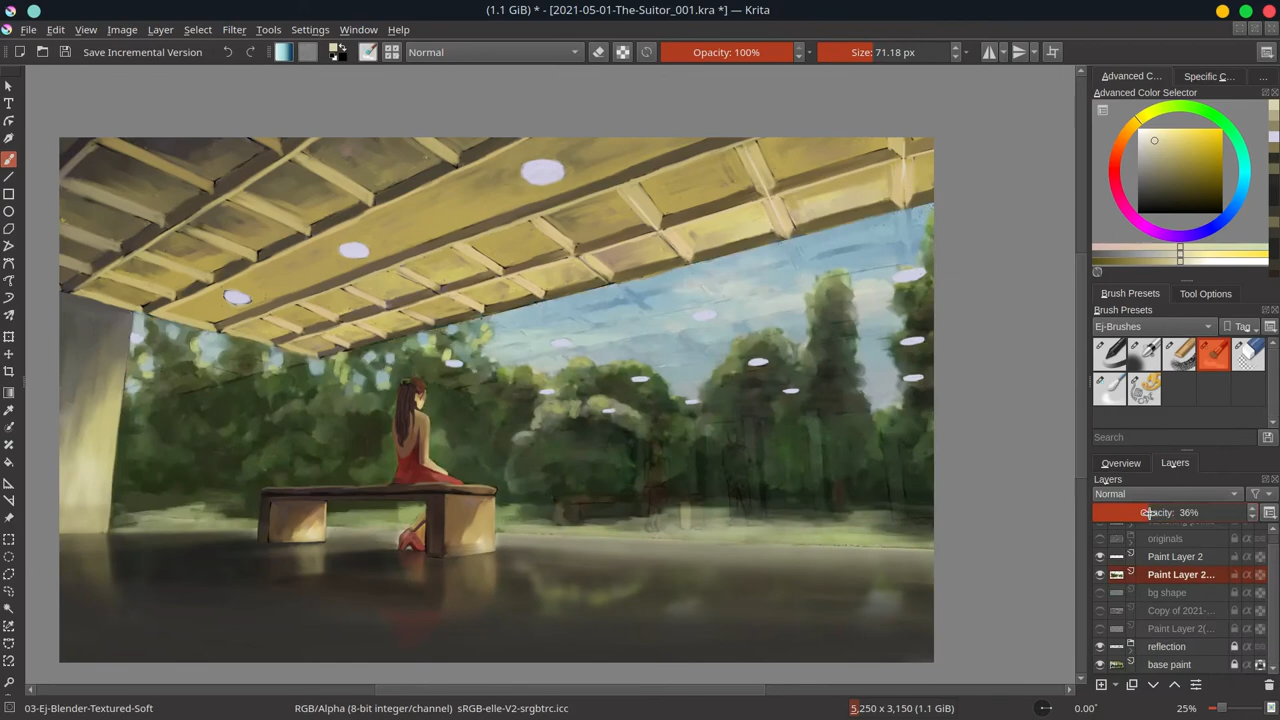 (1.1 GiB) * - [2021-05-01-The-Suitor_001.kra *] — Krita
File Edit View Image Layer Select Filter Tools Settings Window Help
Save Incremental Version Normal Opacity: 100% Size: 71.18 px
Advanced C... Specific C... ...
Advanced Color Selector
Brush Presets Tool Options
Brush Presets
Ej-Brushes Tag
Search
Overview Layers
Layers
Normal
Opacity: 36%
originals
Paint Layer 2
Paint Layer 2...
bg shape
Copy of 2021-...
Paint Layer 2(...
reflection
base paint
03-Ej-Blender-Textured-Soft RGB/Alpha (8-bit integer/channel) sRGB-elle-V2-srgbtrc.icc 5,250 x 3,150 (1.1 GiB) 0.00° 25%